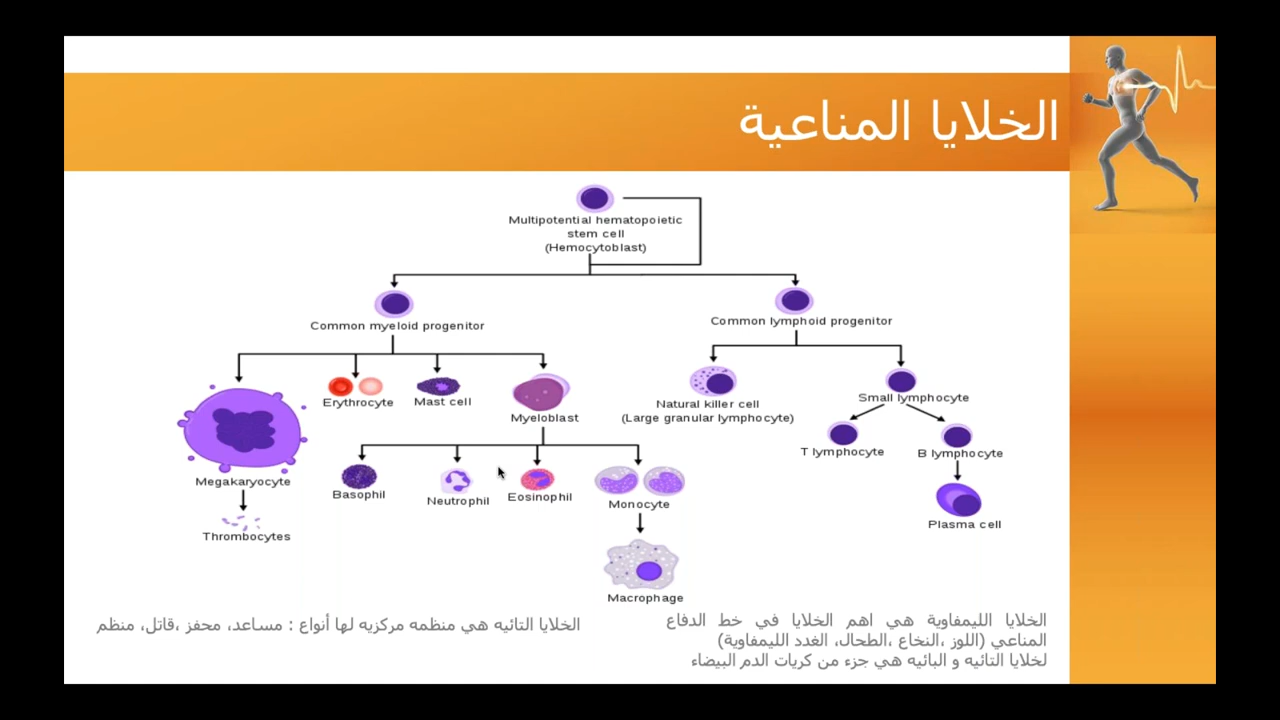 الخلايا المناعية
Multipotential hematopoietic
stem cell
(Hemocytoblast)
Common myeloid progenitor
Common lymphoid progenitor
Erythrocyte
Mast cell
Myeloblast
Natural killer cell
(Large granular lymphocyte)
Small lymphocyte
T lymphocyte
B lymphocyte
Megakaryocyte
Basophil
Neutrophil
Eosinophil
Monocyte
Plasma cell
Thrombocytes
Macrophage
الخلايا الليمفاوية هي اهم الخلايا في خط الدفاع
المناعي (اللوز ،النخاع ،الطحال، الغدد الليمفاوية)
لخلايا التائيه و البائيه هي جزء من كريات الدم البيضاء
الخلايا التائيه هي منظمه مركزيه لها أنواع : مساعد، محفز ،قاتل، منظم